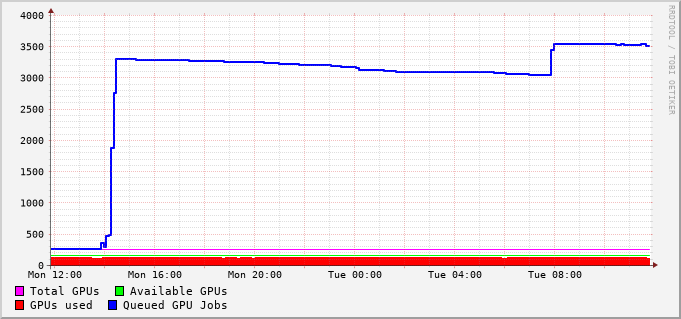 4000
3500
3000
2500
2000
1500
1000
500
0
Mon 12:00 Mon 16:00 Mon 20:00 Tue 00:00 Tue 04:00 Tue 08:00
Total GPUs Available GPUs
GPUs used Queued GPU Jobs
RRDTOOL / TOBI OETIKER